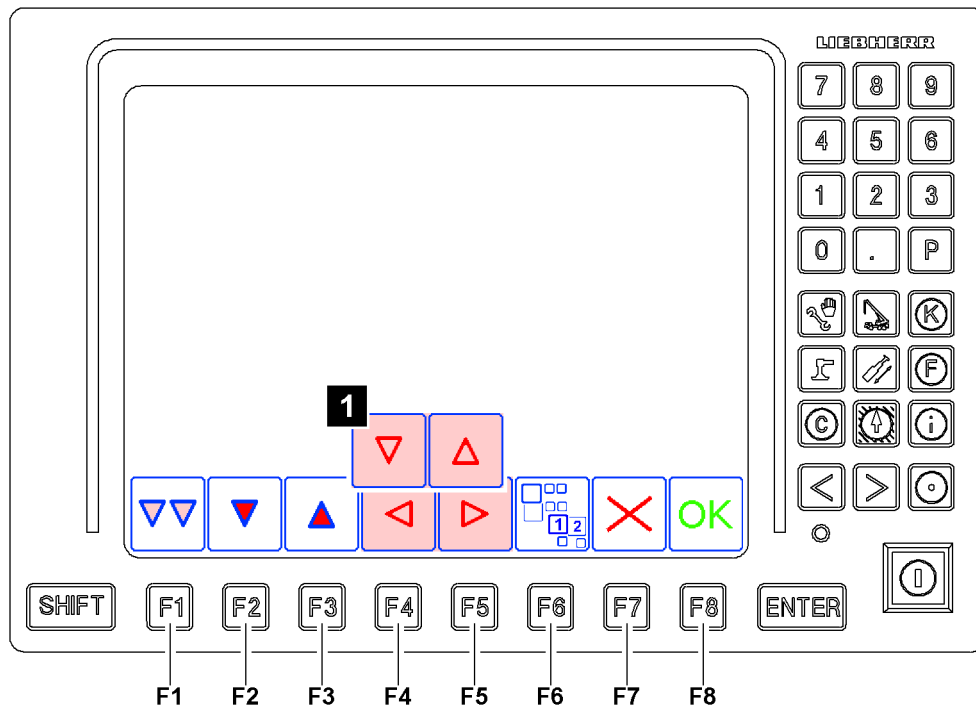 LIEBHERR
7 8 9
4 5 6
1 2 3
0 . P
K
F
C i
< >
1
1 2
OK
SHIFT F1 F2 F3 F4 F5 F6 F7 F8 ENTER
F1 F2 F3 F4 F5 F6 F7 F8